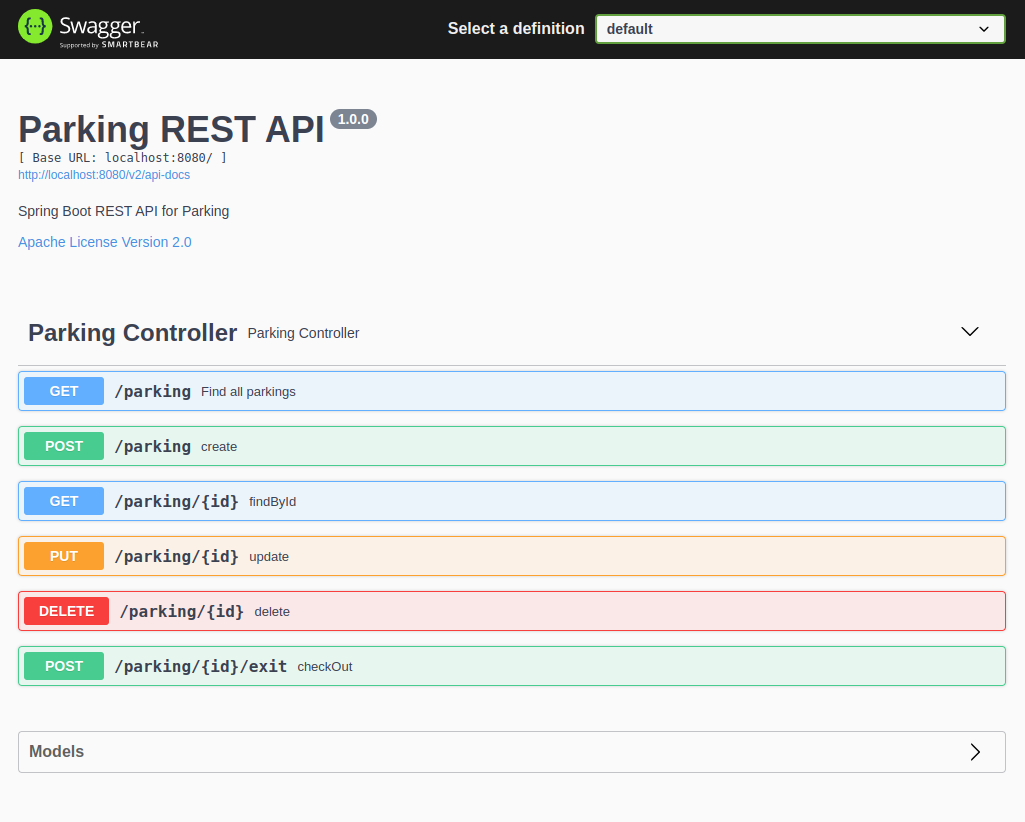 {···} Swagger. Select a definition default
Supported by SMARTBEAR
Parking REST API 1.0.0
[ Base URL: localhost:8080/ ]
http://localhost:8080/v2/api-docs
Spring Boot REST API for Parking
Apache License Version 2.0
Parking Controller Parking Controller
GET /parking Find all parkings
POST /parking create
GET /parking/{id} findById
PUT /parking/{id} update
DELETE /parking/{id} delete
POST /parking/{id}/exit checkOut
Models